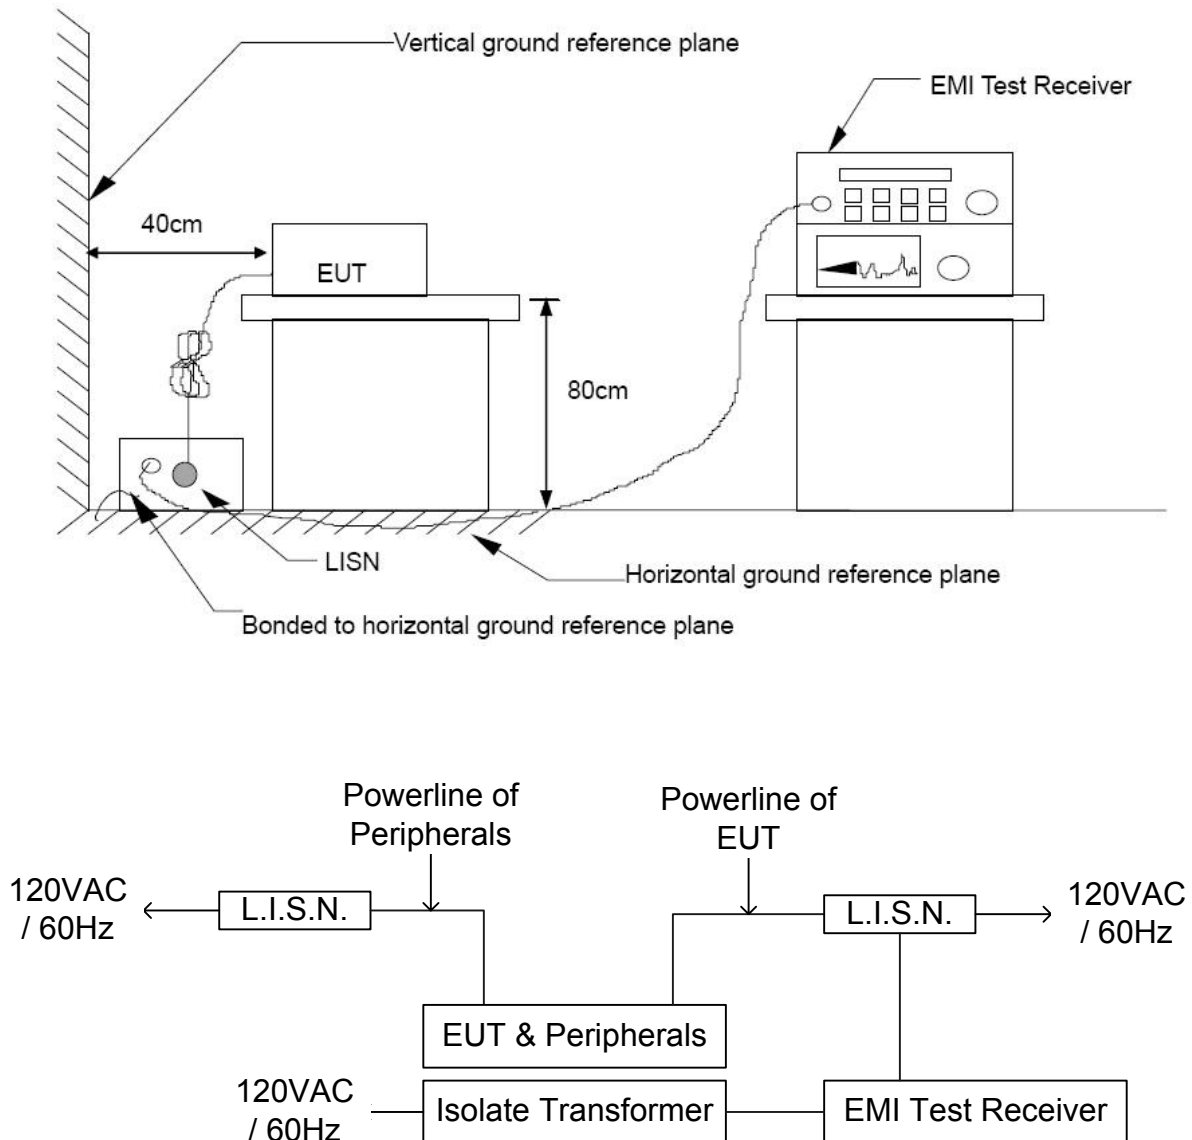 Vertical ground reference plane
EMI Test Receiver
40cm
EUT
80cm
LISN
Horizontal ground reference plane
Bonded to horizontal ground reference plane
Powerline of
Peripherals
Powerline of
EUT
120VAC
/ 60Hz
L.I.S.N.
L.I.S.N.
120VAC
/ 60Hz
EUT & Peripherals
120VAC
/ 60Hz
Isolate Transformer
EMI Test Receiver